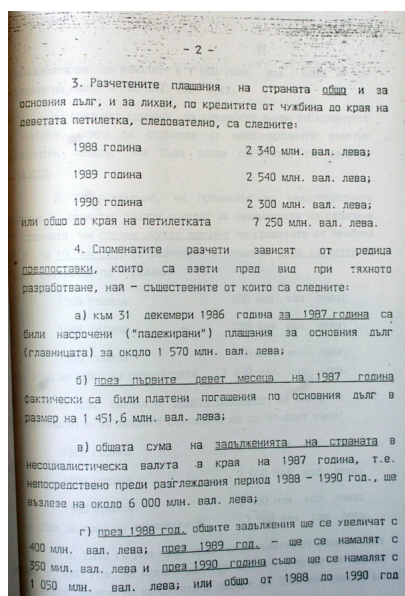 - 2 -
3. Разчетените плащания на страната общо и за
основния дълг, и за лихви, по кредитите от чужбина до края на
деветата петилетка, следователно, са следните:
1988 година 2 340 млн. вал. лева;
1989 година 2 540 млн. вал. лева;
1990 година 2 300 млн. вал. лева;
или общо до края на петилетката 7 250 млн. вал. лева.
4. Споменатите разчети зависят от редица
предпоставки, които са взети пред вид при тяхното
разработване, най - съществените от които са следните:
а) към 31 декември 1986 година за 1987 година са
били насрочени ("падежирани") плащания за основния дълг
(главницата) за около 1 570 млн. вал. лева;
б) през първите девет месеца на 1987 година
фактически са били платени погашения по основния дълг в
размер на 1 451,6 млн. вал. лева;
в) общата сума на задълженията на страната в
несоциалистическа валута в края на 1987 година, т.е.
непосредствено преди разглеждания период 1988 - 1990 год., ще
възлезе на около 6 000 млн. вал. лева;
г) през 1988 год. общите задължения ще се увеличат с
400 млн. вал. лева; през 1989 год. - ще се намалят с
350 мил. вал. лева и през 1990 година също ще се намалят с
1 050 млн. вал. лева; или общо от 1988 до 1990 год